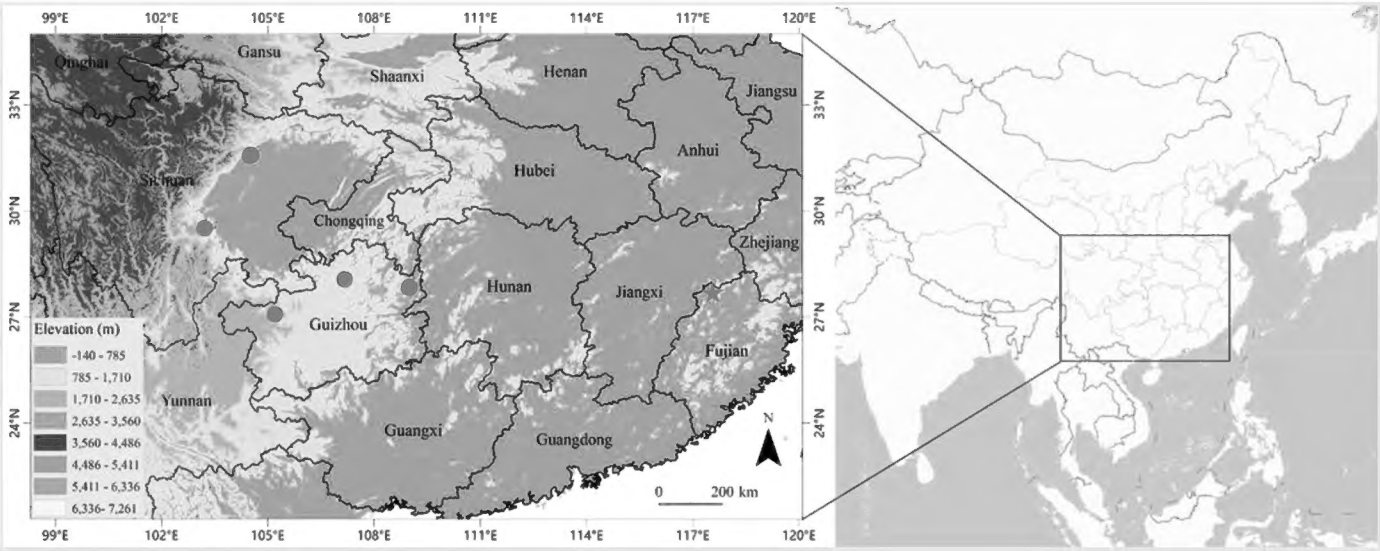 99°E 102°E 105°E 108°E 111°E 114°E 117°E 120°E
Qinghai
Gansu
Shaanxi
Henan
Jiangsu
33°N
33°N
Anhui
Sichuan
Hubei
30°N
30°N
Chongqing
Zhejiang
Hunan
Jiangxi
27°N
27°N
Guizhou
Fujian
Elevation (m)
-140 - 785
785 - 1,710
1,710 - 2,635
2,635 - 3,560
3,560 - 4,486
4,486 - 5,411
5,411 - 6,336
6,336- 7,261
Yunnan
24°N
24°N
Guangxi
Guangdong
N
0 200 km
99°E 102°E 105°E 108°E 111°E 114°E 117°E 120°E